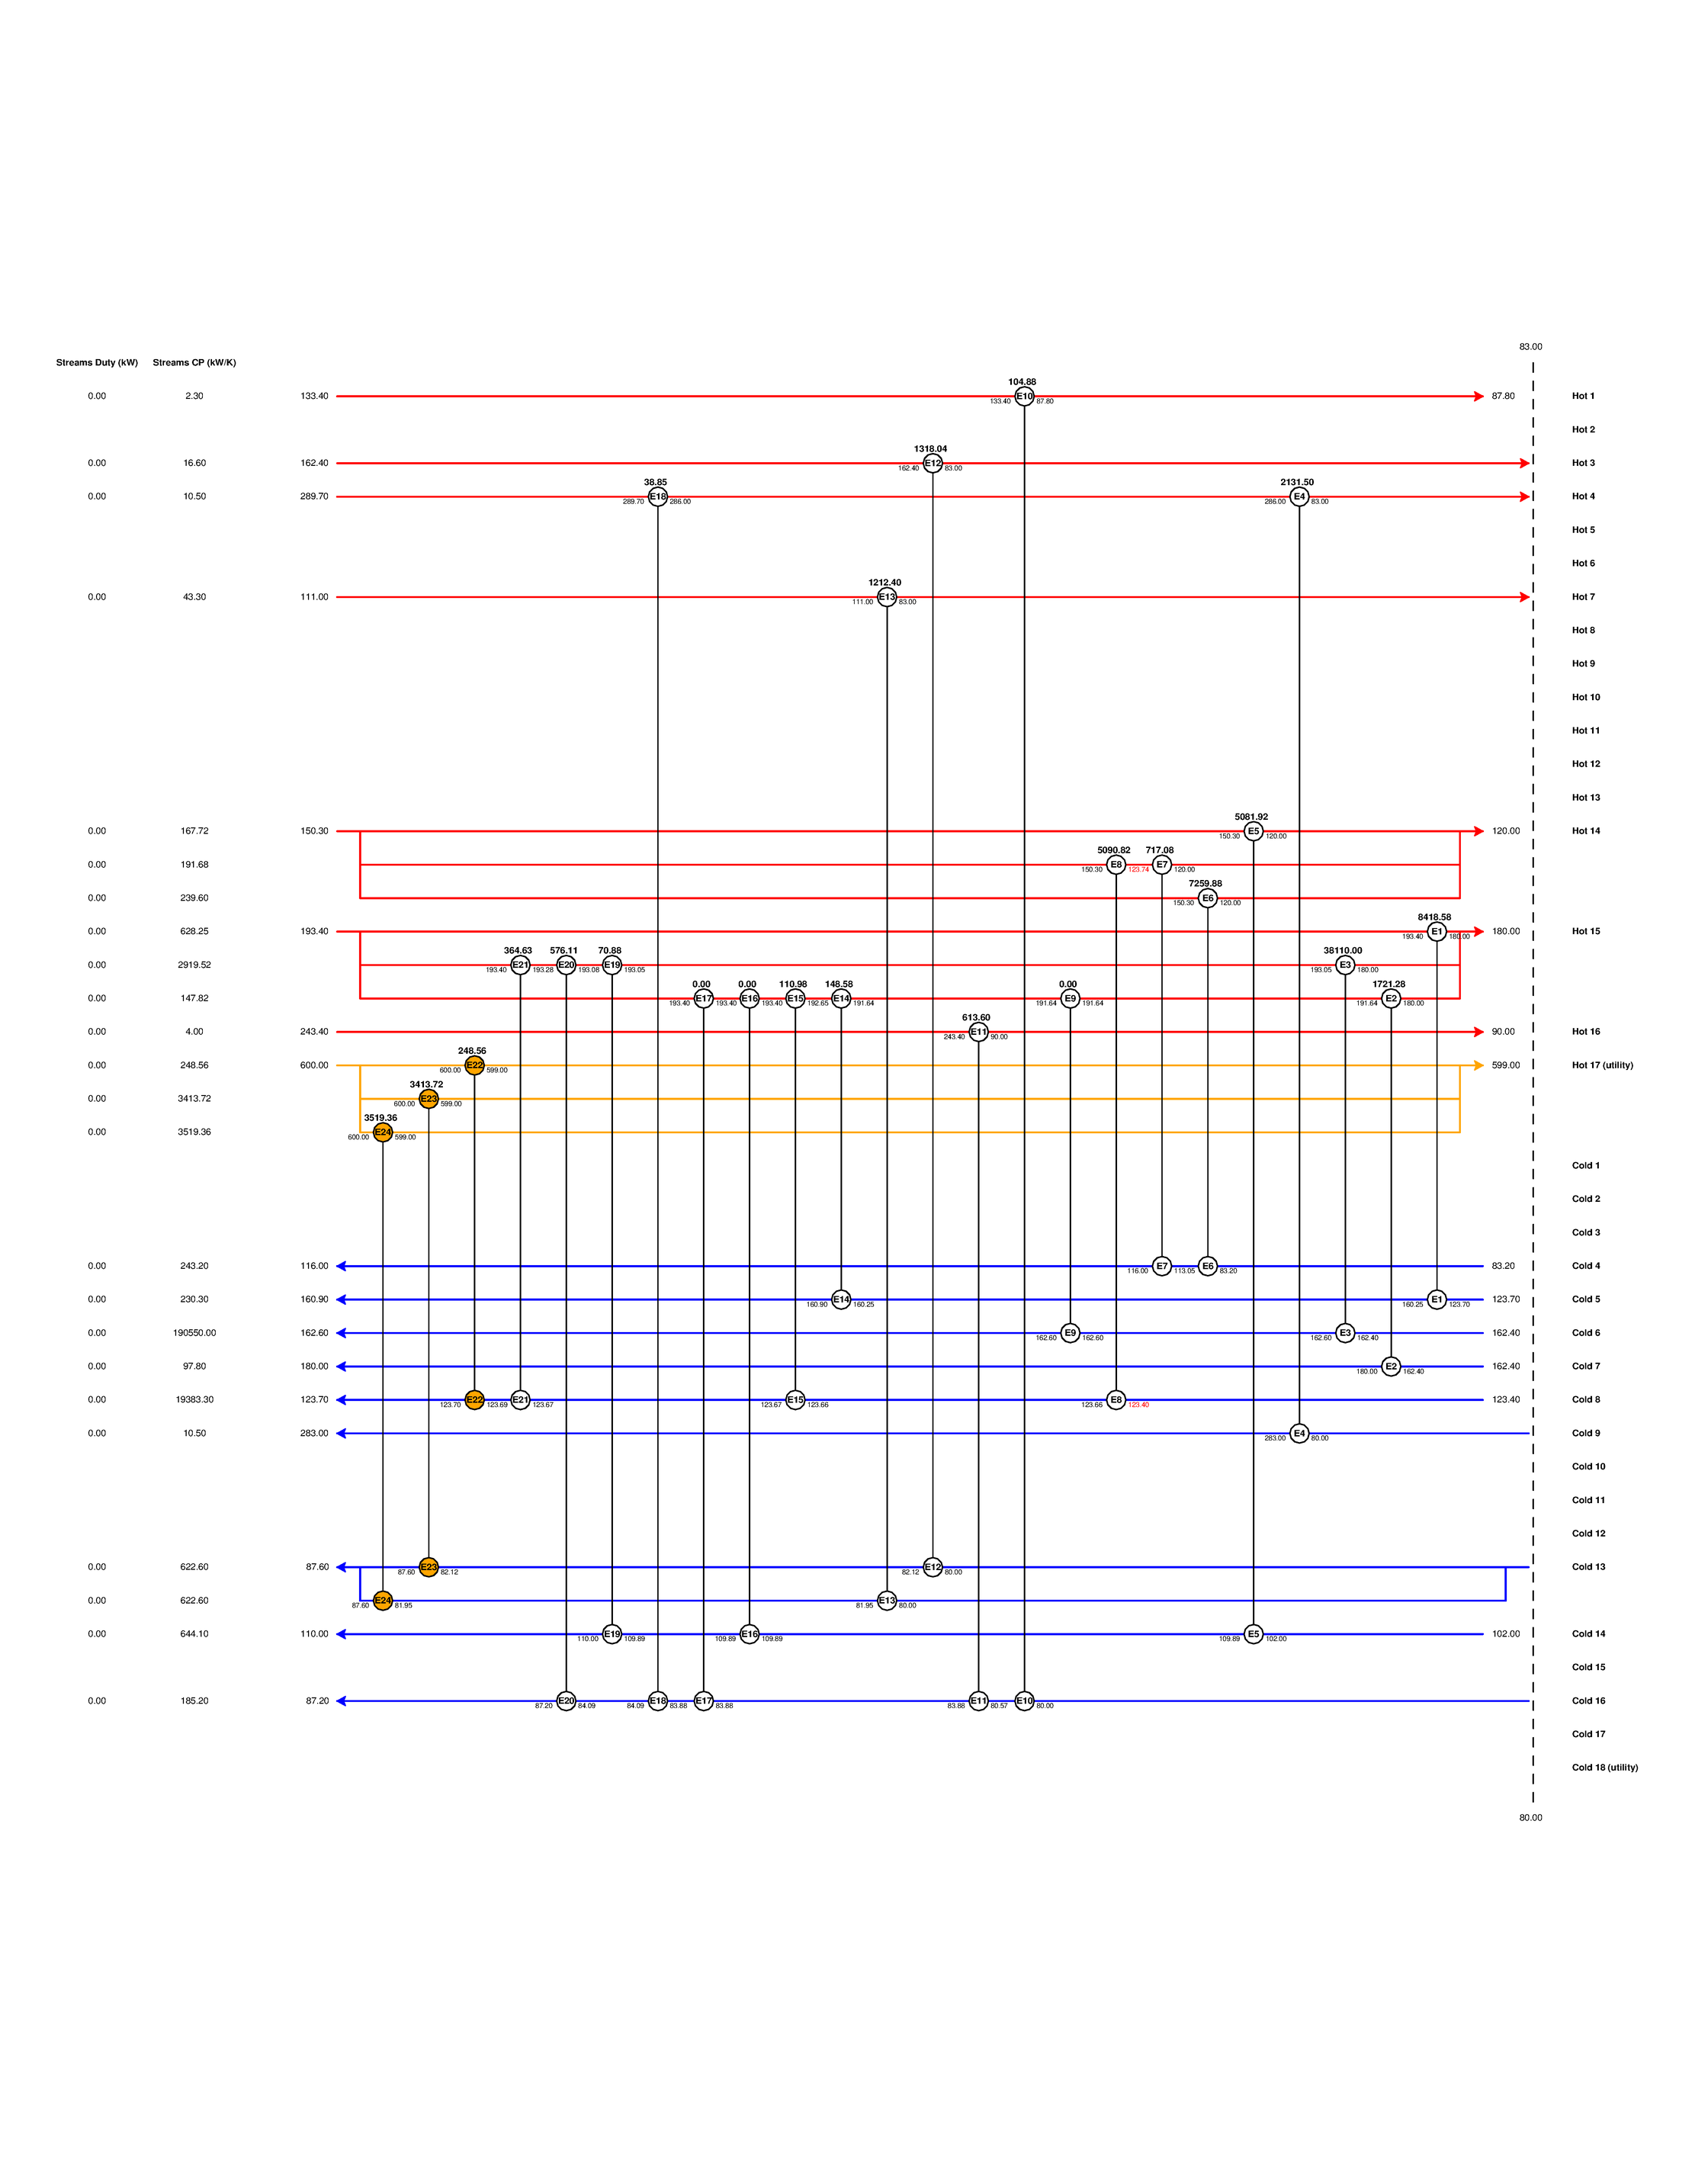 83.00
Streams Duty (kW) Streams CP (kW/K)
104.88
0.00 2.30 133.40 E10 87.80 Hot 1
133.40 87.80
Hot 2
1318.04
0.00 16.60 162.40 E12 Hot 3
162.40 83.00
38.85 2131.50
0.00 10.50 289.70 E18 E4 Hot 4
289.70 286.00 286.00 83.00
Hot 5
Hot 6
1212.40
0.00 43.30 111.00 E13 Hot 7
111.00 83.00
Hot 8
Hot 9
Hot 10
Hot 11
Hot 12
Hot 13
5081.92
0.00 167.72 150.30 E5 120.00 Hot 14
150.30 120.00
5090.82 717.08
0.00 191.68 E8 E7
150.30 123.74 120.00
7259.88
0.00 239.60 E6
150.30 120.00
8418.58
0.00 628.25 193.40 E1 180.00 Hot 15
193.40 180.00
364.63 576.11 70.88 38110.00
0.00 2919.52 E21 E20 E19 E3
193.40 193.28 193.08 193.05 193.05 180.00
0.00 0.00 110.98 148.58 0.00 1721.28
0.00 147.82 E17 E16 E15 E14 E9 E2
193.40 193.40 193.40 192.65 191.64 191.64 191.64 191.64 180.00
613.60
0.00 4.00 243.40 E11 90.00 Hot 16
243.40 90.00
248.56
0.00 248.56 600.00 E22 599.00 Hot 17 (utility)
600.00 599.00
3413.72
0.00 3413.72 E23
600.00 599.00
3519.36
0.00 3519.36 E24
600.00 599.00
Cold 1
Cold 2
Cold 3
0.00 243.20 116.00 E7 E6 83.20 Cold 4
116.00 113.05 83.20
0.00 230.30 160.90 E14 E1 123.70 Cold 5
160.90 160.25 160.25 123.70
0.00 190550.00 162.60 E9 E3 162.40 Cold 6
162.60 162.60 162.60 162.40
0.00 97.80 180.00 E2 162.40 Cold 7
180.00 162.40
0.00 19383.30 123.70 E22 E21 E15 E8 123.40 Cold 8
123.70 123.69 123.67 123.67 123.66 123.66 123.40
0.00 10.50 283.00 E4 Cold 9
283.00 80.00
Cold 10
Cold 11
Cold 12
0.00 622.60 87.60 E23 E12 Cold 13
87.60 82.12 82.12 80.00
0.00 622.60 E24 E13
87.60 81.95 81.95 80.00
0.00 644.10 110.00 E19 E16 E5 102.00 Cold 14
110.00 109.89 109.89 109.89 109.89 102.00
Cold 15
0.00 185.20 87.20 E20 E18 E17 E11 E10 Cold 16
87.20 84.09 84.09 83.88 83.88 83.88 80.57 80.00
Cold 17
Cold 18 (utility)
80.00